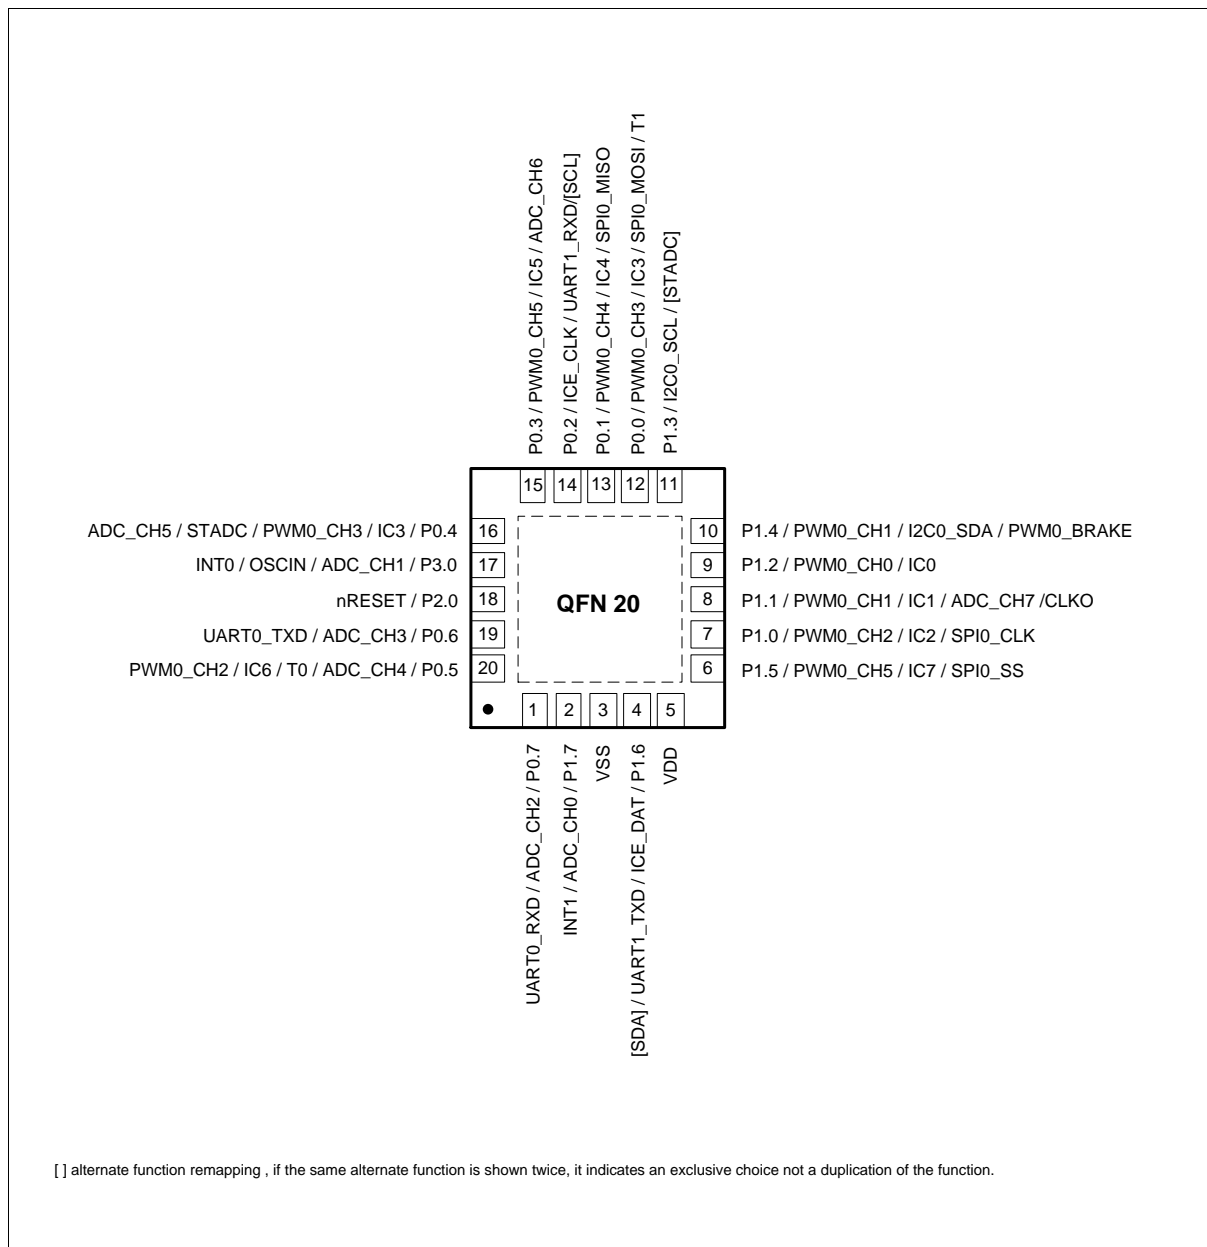 P0.3 / PWM0_CH5 / IC5 / ADC_CH6
P0.2 / ICE_CLK / UART1_RXD/[SCL]
P0.1 / PWM0_CH4 / IC4 / SPI0_MISO
P0.0 / PWM0_CH3 / IC3 / SPI0_MOSI / T1
P1.3 / I2C0_SCL / [STADC]
15 14 13 12 11
ADC_CH5 / STADC / PWM0_CH3 / IC3 / P0.4 16
INT0 / OSCIN / ADC_CH1 / P3.0 17
nRESET / P2.0 18
UART0_TXD / ADC_CH3 / P0.6 19
PWM0_CH2 / IC6 / T0 / ADC_CH4 / P0.5 20
QFN 20
10 P1.4 / PWM0_CH1 / I2C0_SDA / PWM0_BRAKE
9 P1.2 / PWM0_CH0 / IC0
8 P1.1 / PWM0_CH1 / IC1 / ADC_CH7 /CLKO
7 P1.0 / PWM0_CH2 / IC2 / SPI0_CLK
6 P1.5 / PWM0_CH5 / IC7 / SPI0_SS
1 2 3 4 5
UART0_RXD / ADC_CH2 / P0.7
INT1 / ADC_CH0 / P1.7
VSS
[SDA] / UART1_TXD / ICE_DAT / P1.6
VDD
[ ] alternate function remapping , if the same alternate function is shown twice, it indicates an exclusive choice not a duplication of the function.